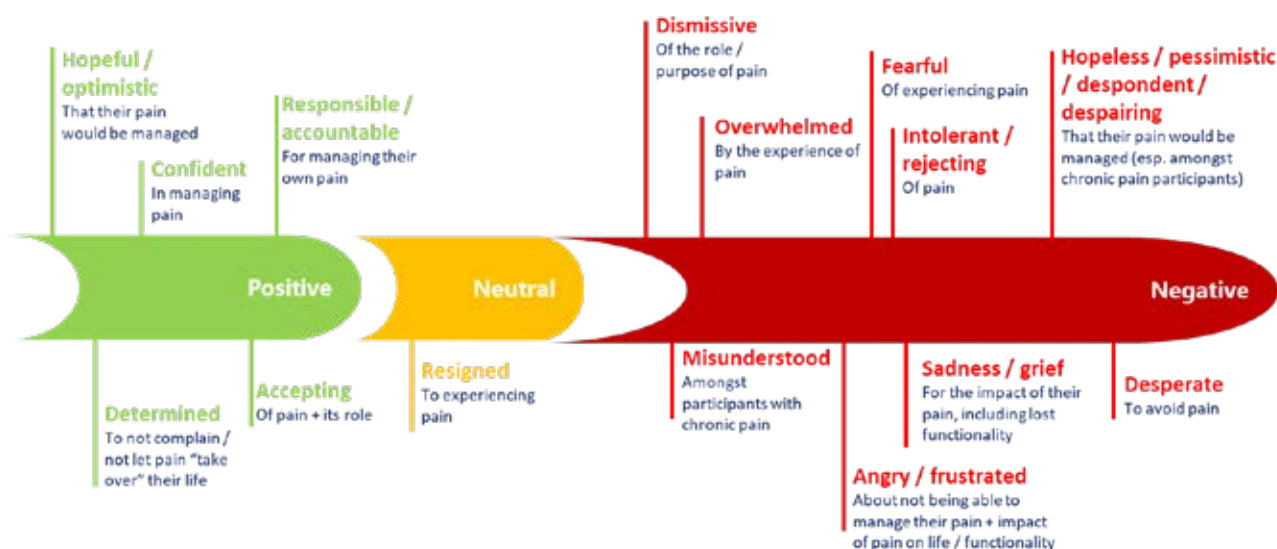 Hopeful /
optimistic
That their pain
would be managed
Confident
In managing
pain
Responsible /
accountable
For managing their
own pain
Dismissive
Of the role /
purpose of pain
Overwhelmed
By the experience of
pain
Fearful
Of experiencing pain
Intolerant /
rejecting
Of pain
Hopeless / pessimistic
/ despondent /
despairing
That their pain would be
managed (esp. amongst
chronic pain participants)
Positive
Neutral
Negative
Determined
To not complain /
not let pain "take
over" their life
Accepting
Of pain + its role
Resigned
To experiencing
pain
Misunderstood
Amongst
participants with
chronic pain
Angry / frustrated
About not being able to
manage their pain + impact
of pain on life / functionality
Sadness / grief
For the impact of their
pain, including lost
functionality
Desperate
To avoid pain